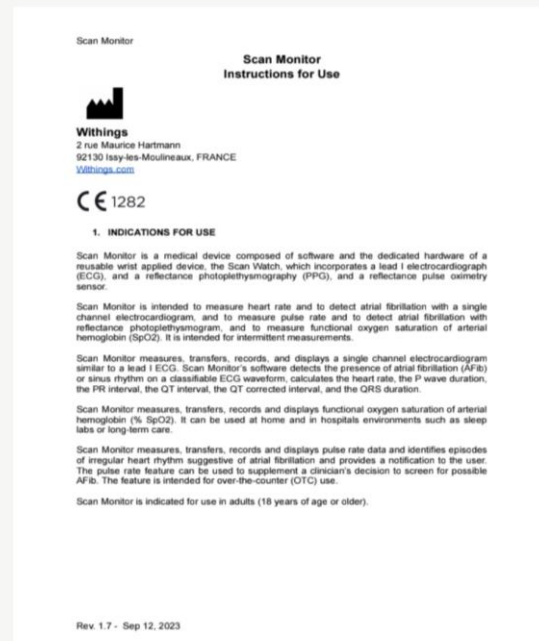 Scan Monitor
Scan Monitor
Instructions for Use
Withings
2 rue Maurice Hartmann
92130 Issy-les-Moulineaux, FRANCE
Withings.com
CE 1282
1. INDICATIONS FOR USE
Scan Monitor is a medical device composed of software and the dedicated hardware of a
reusable wrist applied device, the Scan Watch, which incorporates a lead I electrocardiograph
(ECG), and a reflectance photoplethysmography (PPG), and a reflectance pulse oximetry
sensor.
Scan Monitor is intended to measure heart rate and to detect atrial fibrillation with a single
channel electrocardiogram, and to measure pulse rate and to detect atrial fibrillation with
reflectance photoplethysmogram, and to measure functional oxygen saturation of arterial
hemoglobin (SpO2). It is intended for intermittent measurements.
Scan Monitor measures, transfers, records, and displays a single channel electrocardiogram
similar to a lead I ECG. Scan Monitor's software detects the presence of atrial fibrillation (AFib)
or sinus rhythm on a classifiable ECG waveform, calculates the heart rate, the P wave duration,
the PR interval, the QT interval, the QT corrected interval, and the QRS duration.
Scan Monitor measures, transfers, records and displays functional oxygen saturation of arterial
hemoglobin (% SpO2). It can be used at home and in hospitals environments such as sleep
labs or long-term care.
Scan Monitor measures, transfers, records and displays pulse rate data and identifies episodes
of irregular heart rhythm suggestive of atrial fibrillation and provides a notification to the user.
The pulse rate feature can be used to supplement a clinician's decision to screen for possible
AFib. The feature is intended for over-the-counter (OTC) use.
Scan Monitor is indicated for use in adults (18 years of age or older).
Rev. 1.7 - Sep 12, 2023